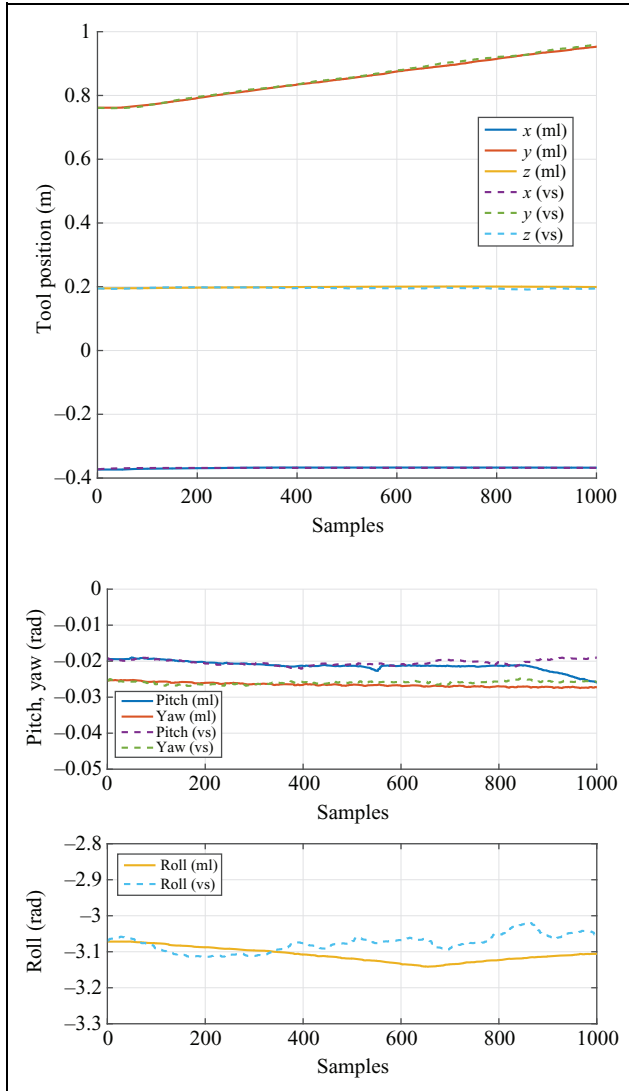 1
0.8
0.6
0.4
0.2
0
–0.2
–0.4
Tool position (m)
x (ml)
y (ml)
z (ml)
x (vs)
y (vs)
z (vs)
0 200 400 600 800 1000
Samples
0
–0.01
–0.02
–0.03
–0.04
–0.05
Pitch, yaw (rad)
Pitch (ml)
Yaw (ml)
Pitch (vs)
Yaw (vs)
0 200 400 600 800 1000
Samples
–2.8
–2.9
–3
–3.1
–3.2
–3.3
Roll (rad)
Roll (ml)
Roll (vs)
0 200 400 600 800 1000
Samples